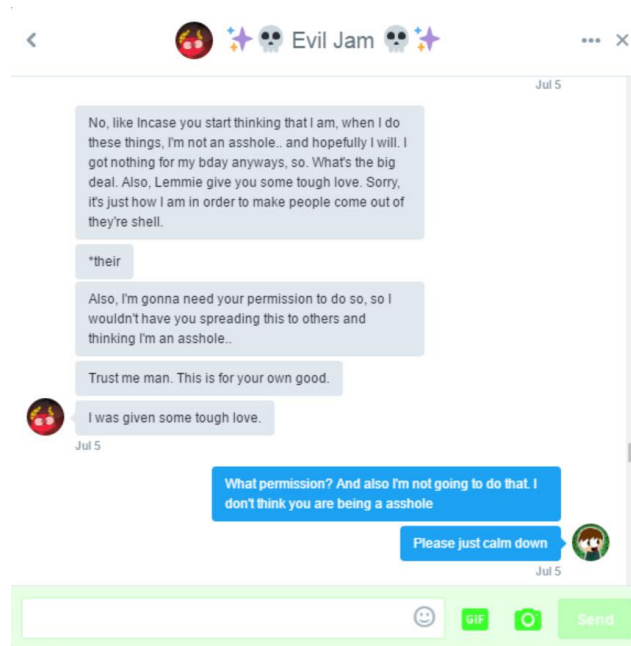 ✨💀 Evil Jam 💀✨
Jul 5
No, like Incase you start thinking that I am, when I do
these things, I'm not an asshole.. and hopefully I will. I
got nothing for my bday anyways, so. What's the big
deal. Also, Lemmie give you some tough love. Sorry,
it's just how I am in order to make people come out of
they're shell.
*their
Also, I'm gonna need your permission to do so, so I
wouldn't have you spreading this to others and
thinking I'm an asshole..
Trust me man. This is for your own good.
I was given some tough love.
Jul 5
What permission? And also I'm not going to do that. I
don't think you are being a asshole
Please just calm down
Jul 5
GIF
Send